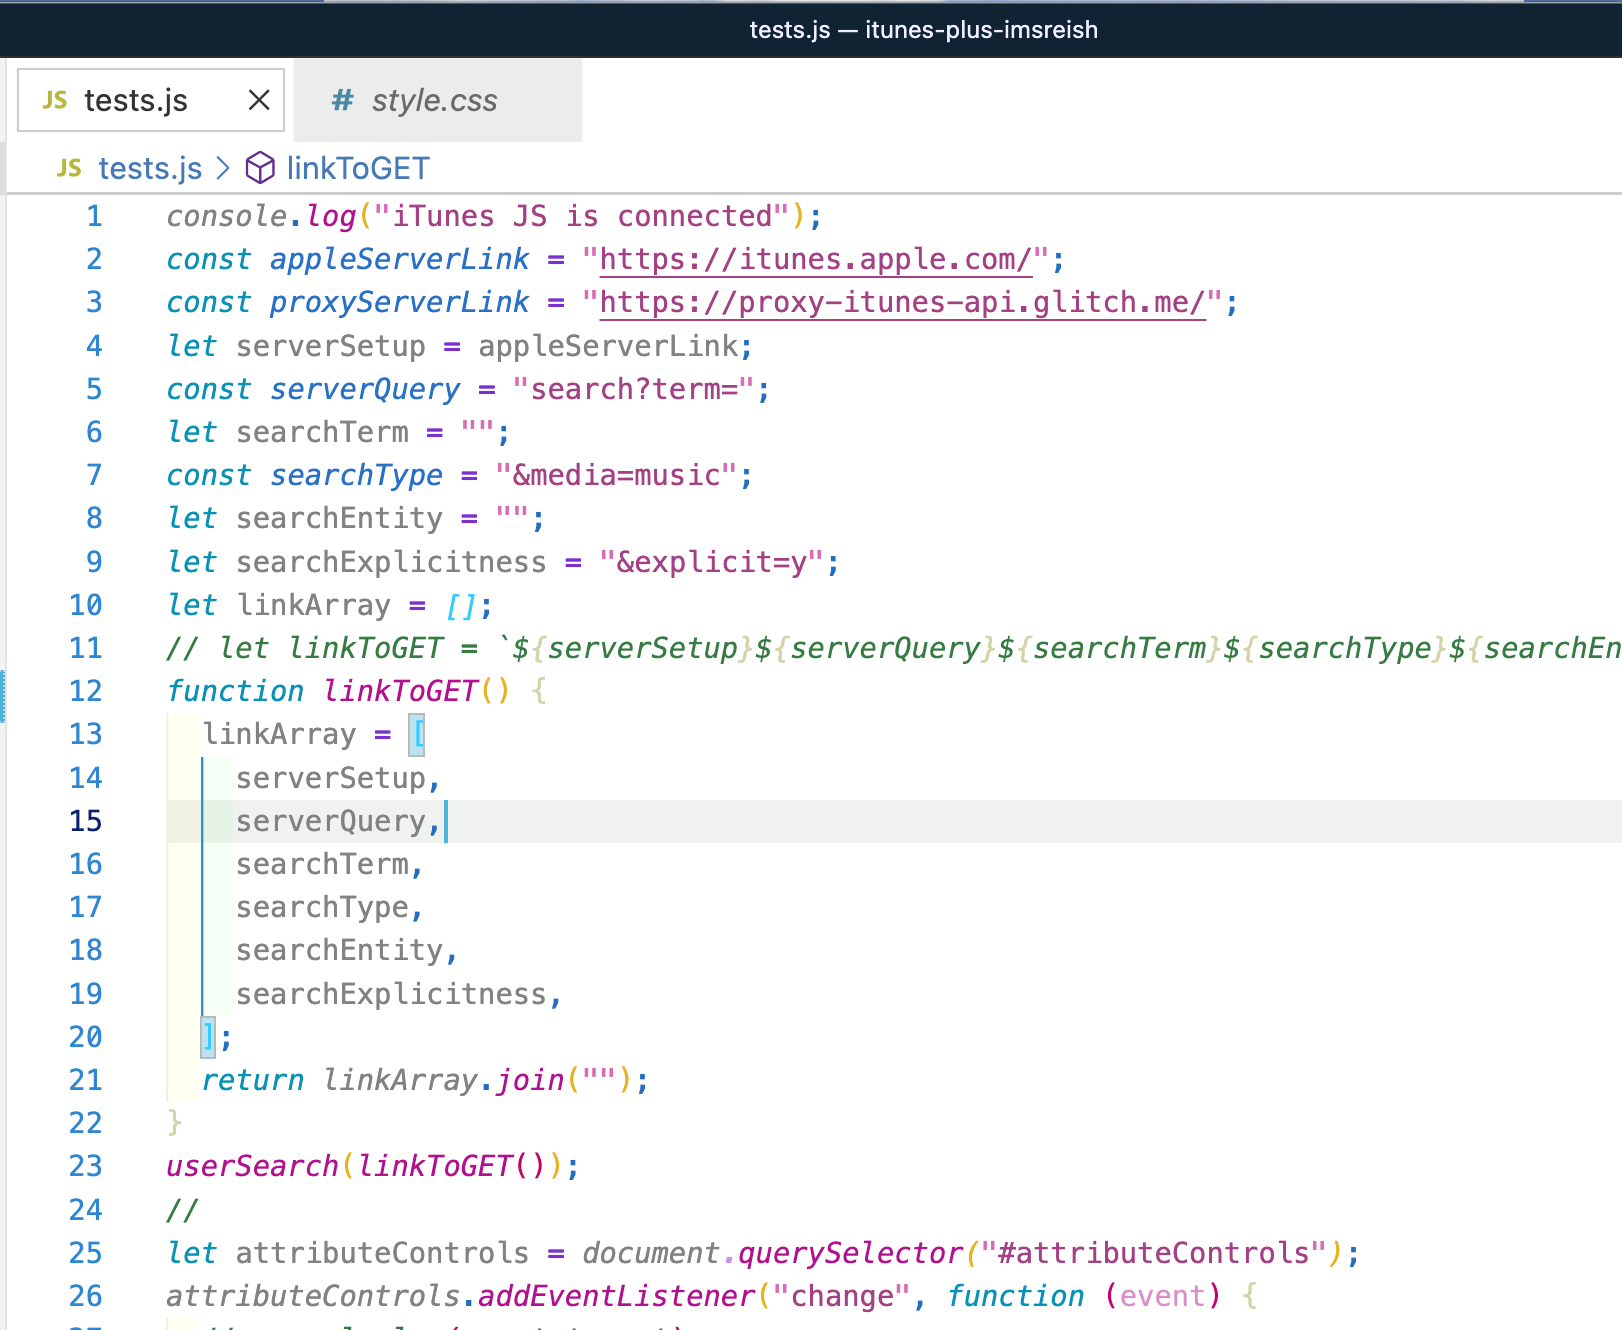 tests.js — itunes-plus-imsreish
JS tests.js
# style.css
JS tests.js > linkToGET
1 console.log("iTunes JS is connected");
2 const appleServerLink = "https://itunes.apple.com/";
3 const proxyServerLink = "https://proxy-itunes-api.glitch.me/";
4 let serverSetup = appleServerLink;
5 const serverQuery = "search?term=";
6 let searchTerm = "";
7 const searchType = "&media=music";
8 let searchEntity = "";
9 let searchExplicitness = "&explicit=y";
10 let linkArray = [];
11 // let linkToGET = `${serverSetup}${serverQuery}${searchTerm}${searchType}${searchEn
12 function linkToGET() {
13 linkArray = [
14 serverSetup,
15 serverQuery,
16 searchTerm,
17 searchType,
18 searchEntity,
19 searchExplicitness,
20 ];
21 return linkArray.join("");
22 }
23 userSearch(linkToGET());
24 //
25 let attributeControls = document.querySelector("#attributeControls");
26 attributeControls.addEventListener("change", function (event) {